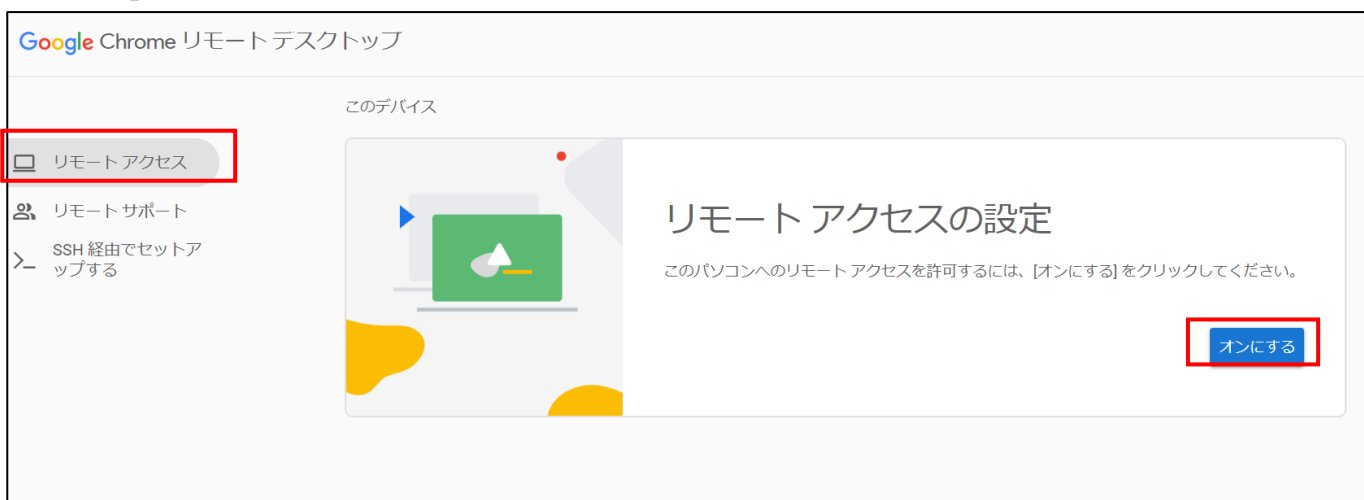 Google Chrome リモート デスクトップ
このデバイス
リモート アクセス
リモート サポート
SSH 経由でセットア
ップする
リモート アクセスの設定
このパソコンへのリモート アクセスを許可するには、[オンにする] をクリックしてください。
オンにする